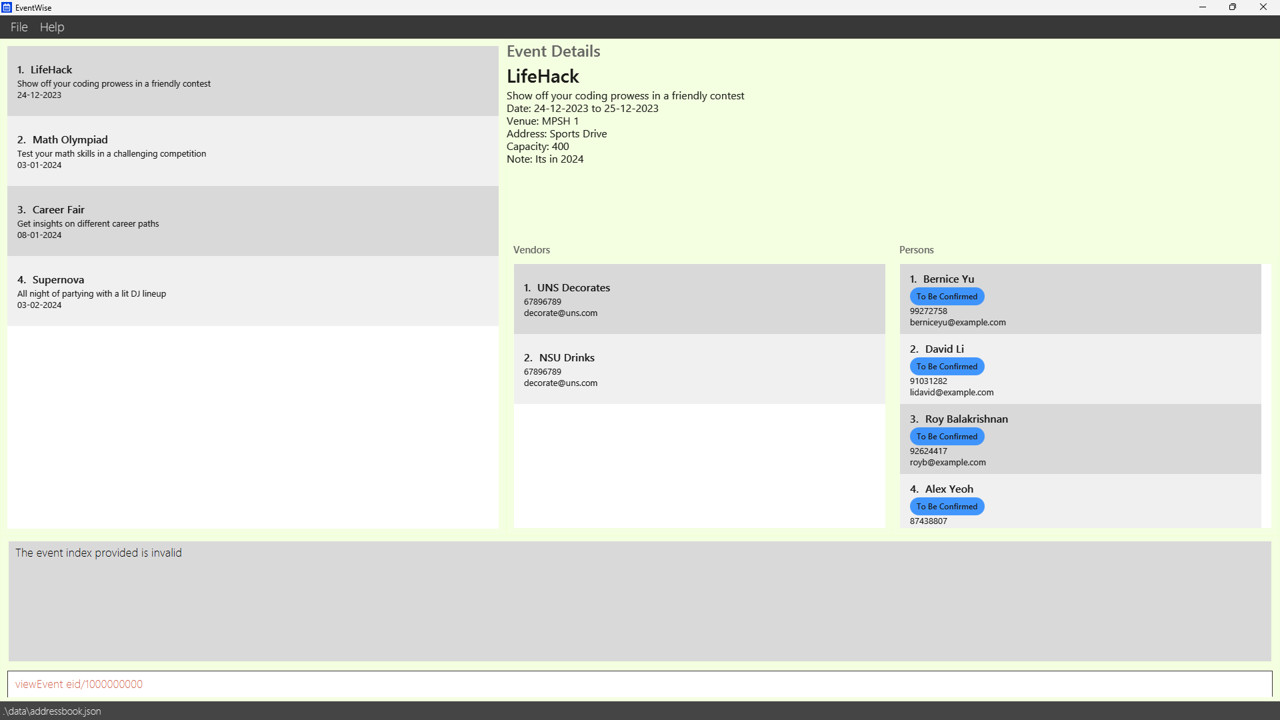 EventWise
File Help
1. LifeHack
Show off your coding prowess in a friendly contest
24-12-2023
2. Math Olympiad
Test your math skills in a challenging competition
03-01-2024
3. Career Fair
Get insights on different career paths
08-01-2024
4. Supernova
All night of partying with a lit DJ lineup
03-02-2024
Event Details
LifeHack
Show off your coding prowess in a friendly contest
Date: 24-12-2023 to 25-12-2023
Venue: MPSH 1
Address: Sports Drive
Capacity: 400
Note: Its in 2024
Vendors
1. UNS Decorates
67896789
decorate@uns.com
2. NSU Drinks
67896789
decorate@uns.com
Persons
1. Bernice Yu
To Be Confirmed
99272758
berniceyu@example.com
2. David Li
To Be Confirmed
91031282
lidavid@example.com
3. Roy Balakrishnan
To Be Confirmed
92624417
royb@example.com
4. Alex Yeoh
To Be Confirmed
87438807
The event index provided is invalid
viewEvent eid/1000000000
.\data\addressbook.json